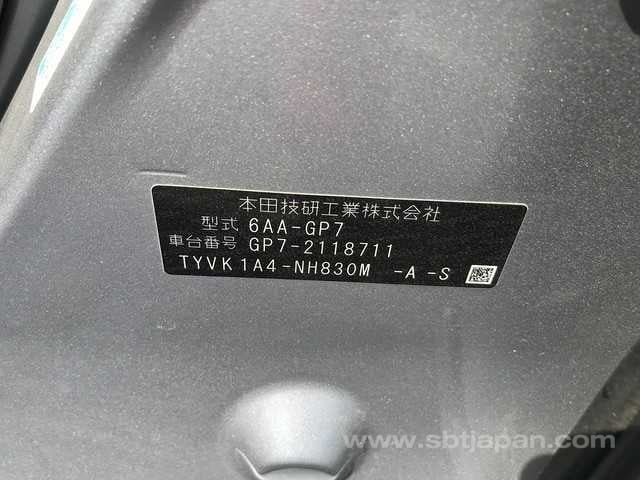 本田技研工業株式会社
型式 6AA-GP7
車台番号 GP7-2118711
TYVK1A4-NH830M -A -S
www.sbtjapan.com